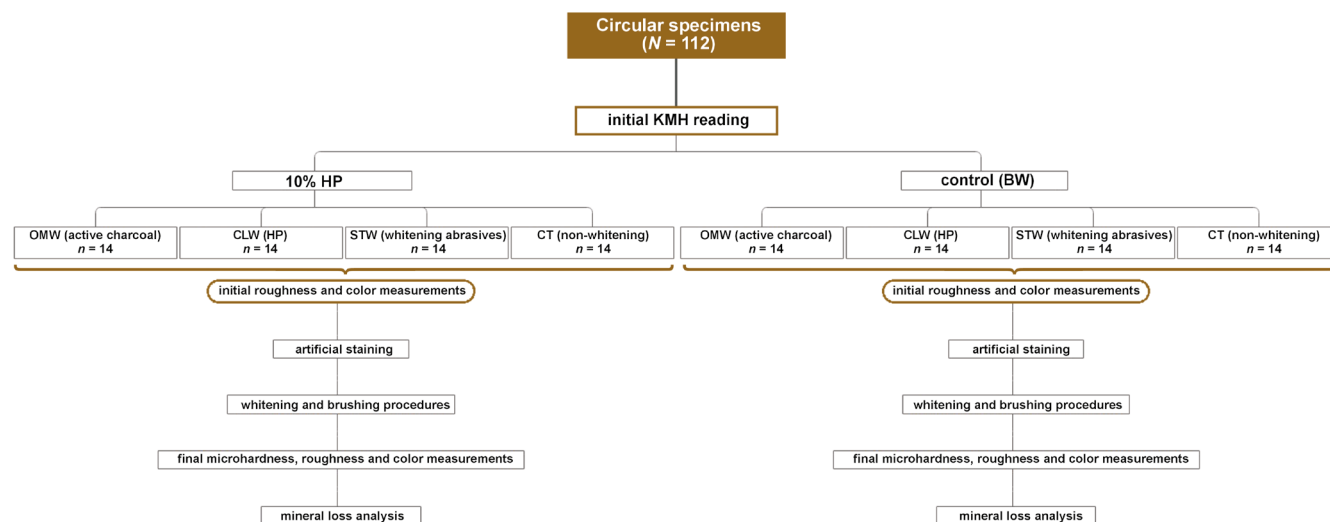 Circular specimens
(N = 112)
initial KMH reading
10% HP
control (BW)
OMW (active charcoal)
n = 14
CLW (HP)
n = 14
STW (whitening abrasives)
n = 14
CT (non-whitening)
n = 14
OMW (active charcoal)
n = 14
CLW (HP)
n = 14
STW (whitening abrasives)
n = 14
CT (non-whitening)
n = 14
initial roughness and color measurements
initial roughness and color measurements
artificial staining
artificial staining
whitening and brushing procedures
whitening and brushing procedures
final microhardness, roughness and color measurements
final microhardness, roughness and color measurements
mineral loss analysis
mineral loss analysis